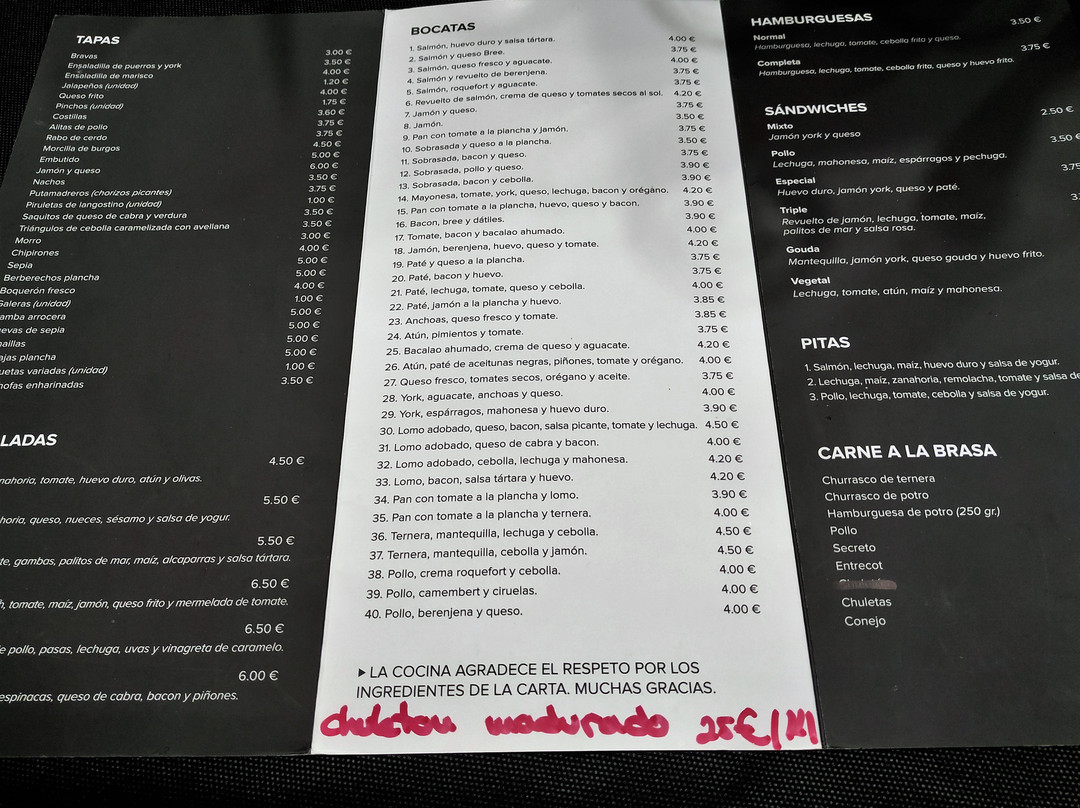 TAPAS
Bravas 3.00 €
Ensaladilla de puerros y york 3.50 €
Ensaladilla de marisco 4.00 €
Jalapeños (unidad) 1.20 €
Queso frito 4.00 €
Pinchos (unidad) 1.75 €
Costillas 3.60 €
Alitas de pollo 3.75 €
Rabo de cerdo 3.75 €
Morcilla de burgos 4.50 €
Embutido 5.00 €
Jamón y queso 6.00 €
Nachos 3.50 €
Putamadreros (chorizos picantes) 3.75 €
Piruletas de langostino (unidad) 1.00 €
Saquitos de queso de cabra y verdura 3.50 €
Triángulos de cebolla caramelizada con avellana 3.50 €
Morro 3.00 €
Chipirones 4.00 €
Sepia 5.00 €
Berberechos plancha 5.00 €
Boquerón fresco 4.00 €
aleras (unidad) 1.00 €
amba arrocera 5.00 €
uevas de sepia 5.00 €
aillas 5.00 €
ajas plancha 5.00 €
uetas variadas (unidad) 1.00 €
hofas enharinadas 3.50 €
LADAS
4.50 €
nahoria, tomate, huevo duro, atún y olivas.
5.50 €
horia, queso, nueces, sésamo y salsa de yogur.
5.50 €
te, gambas, palitos de mar, maíz, alcaparras y salsa tártara.
6.50 €
h, tomate, maíz, jamón, queso frito y mermelada de tomate.
6.50 €
e pollo, pasas, lechuga, uvas y vinagreta de caramelo.
6.00 €
espinacas, queso de cabra, bacon y piñones.
BOCATAS
1. Salmón, huevo duro y salsa tártara. 4.00 €
2. Salmón y queso Bree. 3.75 €
3. Salmón, queso fresco y aguacate. 4.00 €
4. Salmón y revuelto de berenjena. 3.75 €
5. Salmón, roquefort y aguacate. 3.75 €
6. Revuelto de salmón, crema de queso y tomates secos al sol. 4.20 €
7. Jamón y queso. 3.75 €
8. Jamón. 3.50 €
9. Pan con tomate a la plancha y jamón. 3.75 €
10. Sobrasada y queso a la plancha. 3.50 €
11. Sobrasada, bacon y queso. 3.75 €
12. Sobrasada, pollo y queso. 3.90 €
13. Sobrasada, bacon y cebolla. 3.90 €
14. Mayonesa, tomate, york, queso, lechuga, bacon y orégano. 4.20 €
15. Pan con tomate a la plancha, huevo, queso y bacon. 3.90 €
16. Bacon, bree y dátiles. 3.90 €
17. Tomate, bacon y bacalao ahumado. 4.00 €
18. Jamón, berenjena, huevo, queso y tomate. 4.20 €
19. Paté y queso a la plancha. 3.75 €
20. Paté, bacon y huevo. 3.75 €
21. Paté, lechuga, tomate, queso y cebolla. 4.00 €
22. Paté, jamón a la plancha y huevo. 3.85 €
23. Anchoas, queso fresco y tomate. 3.85 €
24. Atún, pimientos y tomate. 3.75 €
25. Bacalao ahumado, crema de queso y aguacate. 4.20 €
26. Atún, paté de aceitunas negras, piñones, tomate y orégano. 4.00 €
27. Queso fresco, tomates secos, orégano y aceite. 3.75 €
28. York, aguacate, anchoas y queso. 4.00 €
29. York, espárragos, mahonesa y huevo duro. 3.90 €
30. Lomo adobado, queso, bacon, salsa picante, tomate y lechuga. 4.50 €
31. Lomo adobado, queso de cabra y bacon. 4.00 €
32. Lomo adobado, cebolla, lechuga y mahonesa. 4.20 €
33. Lomo, bacon, salsa tártara y huevo. 4.20 €
34. Pan con tomate a la plancha y lomo. 3.90 €
35. Pan con tomate a la plancha y ternera. 4.00 €
36. Ternera, mantequilla, lechuga y cebolla. 4.50 €
37. Ternera, mantequilla, cebolla y jamón. 4.50 €
38. Pollo, crema roquefort y cebolla. 4.00 €
39. Pollo, camembert y ciruelas. 4.00 €
40. Pollo, berenjena y queso. 4.00 €
▸ LA COCINA AGRADECE EL RESPETO POR LOS
INGREDIENTES DE LA CARTA. MUCHAS GRACIAS.
chuleton madurado 25€/Kl
HAMBURGUESAS
Normal 3.50 €
Hamburguesa, lechuga, tomate, cebolla frita y queso.
Completa 3.75 €
Hamburguesa, lechuga, tomate, cebolla frita, queso y huevo frito.
SÁNDWICHES
Mixto 2.50 €
Jamón york y queso
Pollo 3.50 €
Lechuga, mahonesa, maíz, espárragos y pechuga.
Especial 3.75
Huevo duro, jamón york, queso y paté.
Triple
Revuelto de jamón, lechuga, tomate, maíz,
palitos de mar y salsa rosa.
Gouda
Mantequilla, jamón york, queso gouda y huevo frito.
Vegetal
Lechuga, tomate, atún, maíz y mahonesa.
PITAS
1. Salmón, lechuga, maíz, huevo duro y salsa de yogur.
2. Lechuga, maíz, zanahoria, remolacha, tomate y salsa de
3. Pollo, lechuga, tomate, cebolla y salsa de yogur.
CARNE A LA BRASA
Churrasco de ternera
Churrasco de potro
Hamburguesa de potro (250 gr.)
Pollo
Secreto
Entrecot
Chuletas
Conejo